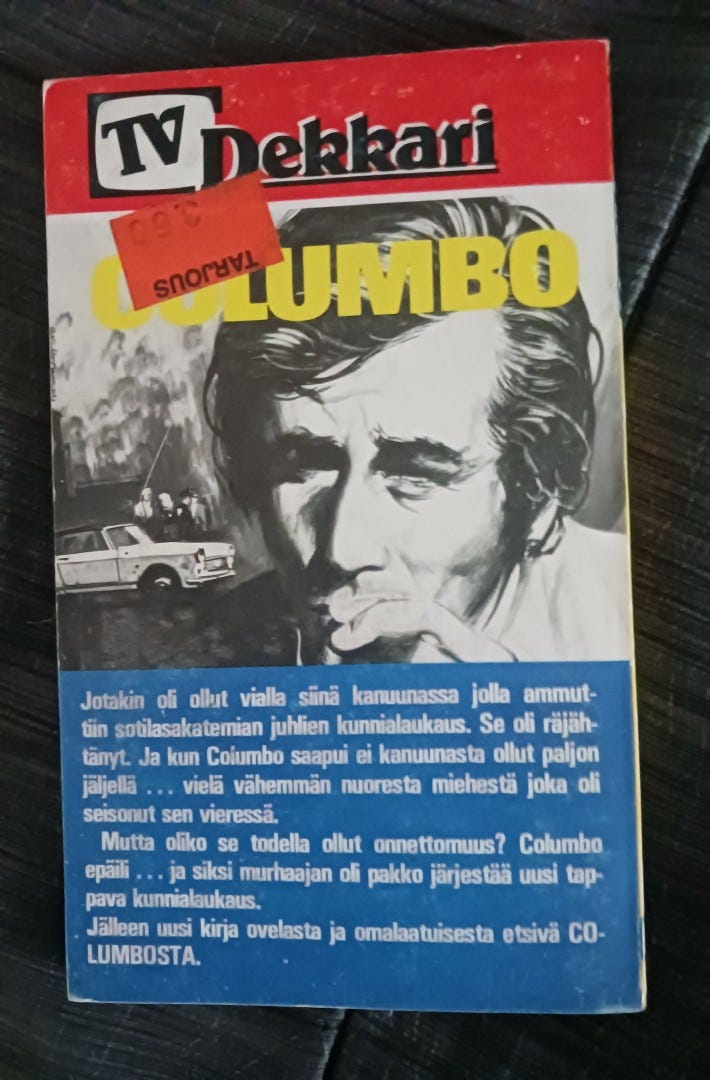 TV Dekkari
3,50
TARJOUS
COLUMBO
Jotakin oli ollut vialla siinä kanuunassa jolla ammut-
tiin sotilasakatemian juhlien kunnialaukaus. Se oli räjäh-
tänyt. Ja kun Columbo saapui ei kanuunasta ollut paljon
jäljellä ... vielä vähemmän nuoresta miehestä joka oli
seisonut sen vieressä.
Mutta oliko se todella ollut onnettomuus? Columbo
epäili ... ja siksi murhaajan oli pakko järjestää uusi tap-
pava kunnialaukaus.
Jälleen uusi kirja ovelasta ja omalaatuisesta etsivä CO-
LUMBOSTA.